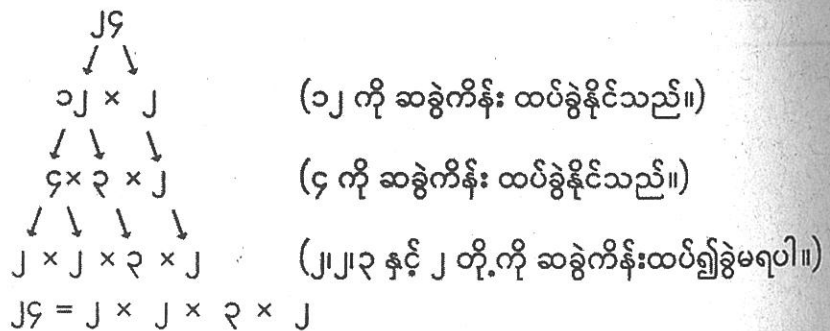 ၂၄
၁၂ × ၂ (၁၂ ကို ဆခွဲကိန်း ထပ်ခွဲနိုင်သည်။)
၄× ၃ × ၂ (၄ ကို ဆခွဲကိန်း ထပ်ခွဲနိုင်သည်။)
၂ × ၂ × ၃ × ၂ (၂၊၂၊၃ နှင့် ၂ တို့ကို ဆခွဲကိန်းထပ်၍ခွဲမရပါ။)
၂၄ = ၂ × ၂ × ၃ × ၂